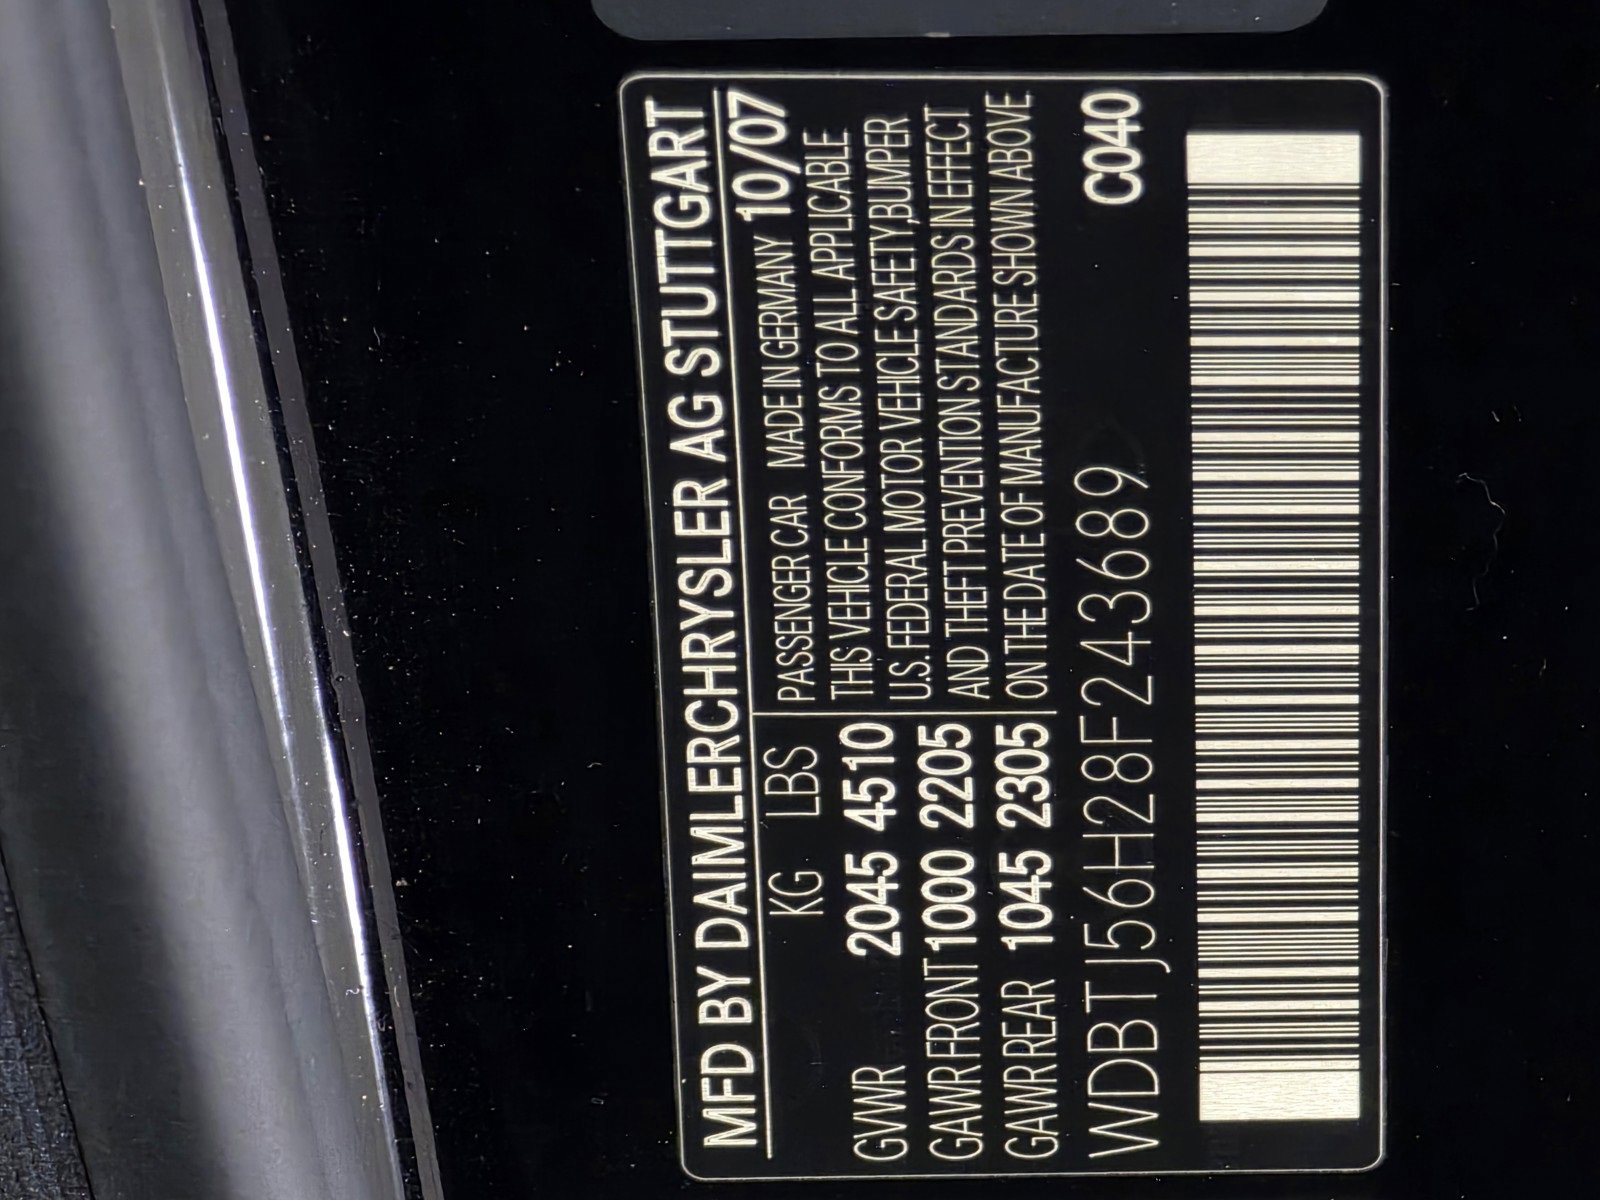 MFD BY DAIMLERCHRYSLER AG STUTTGART
KG LBS
GVWR 2045 4510
GAWR FRONT 1000 2205
GAWR REAR 1045 2305
PASSENGER CAR MADE IN GERMANY 10/07
THIS VEHICLE CONFORMS TO ALL APPLICABLE
U.S. FEDERAL MOTOR VEHICLE SAFETY,BUMPER
AND THEFT PREVENTION STANDARDS IN EFFECT
ON THE DATE OF MANUFACTURE SHOWN ABOVE
WDBTJ56H28F243689 C040